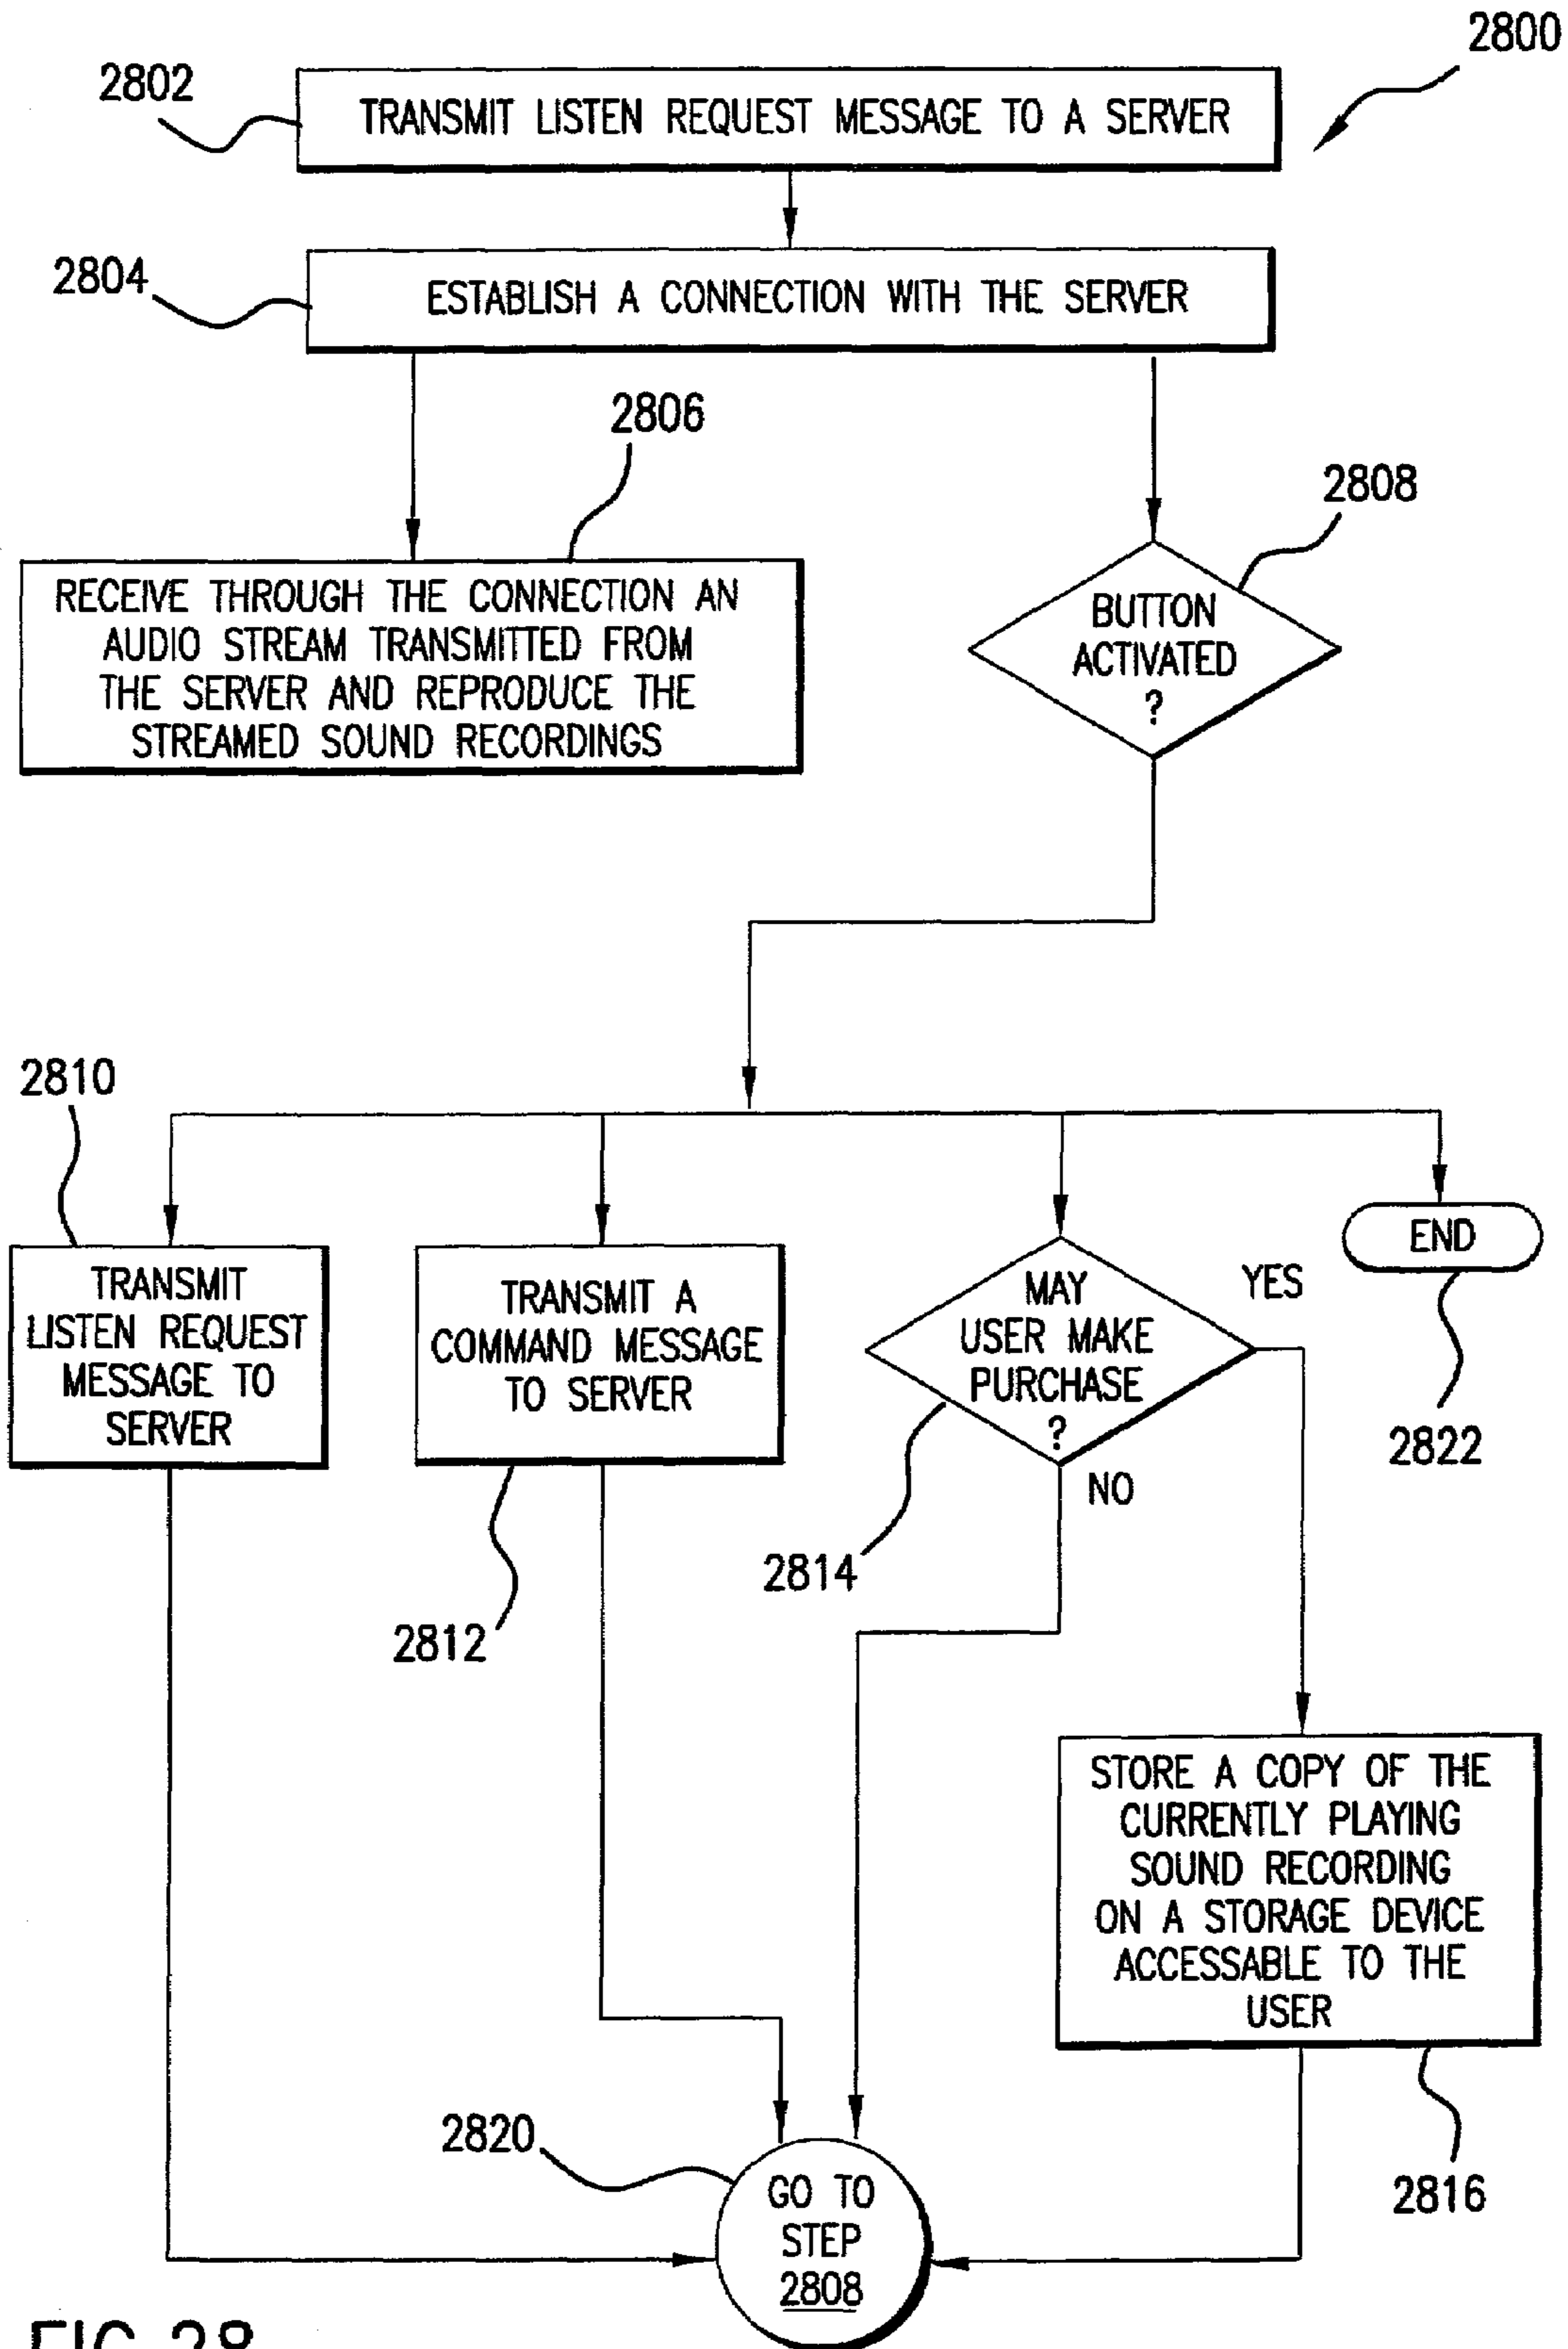 2800
2802
TRANSMIT LISTEN REQUEST MESSAGE TO A SERVER
2804
ESTABLISH A CONNECTION WITH THE SERVER
2806
RECEIVE THROUGH THE CONNECTION AN
AUDIO STREAM TRANSMITTED FROM
THE SERVER AND REPRODUCE THE
STREAMED SOUND RECORDINGS
2808
BUTTON
ACTIVATED
?
2810
TRANSMIT
LISTEN REQUEST
MESSAGE TO
SERVER
TRANSMIT A
COMMAND MESSAGE
TO SERVER
2812
MAY
USER MAKE
PURCHASE
?
YES
NO
2814
END
2822
STORE A COPY OF THE
CURRENTLY PLAYING
SOUND RECORDING
ON A STORAGE DEVICE
ACCESSABLE TO THE
USER
2816
2820
GO TO
STEP
2808
FIG.28